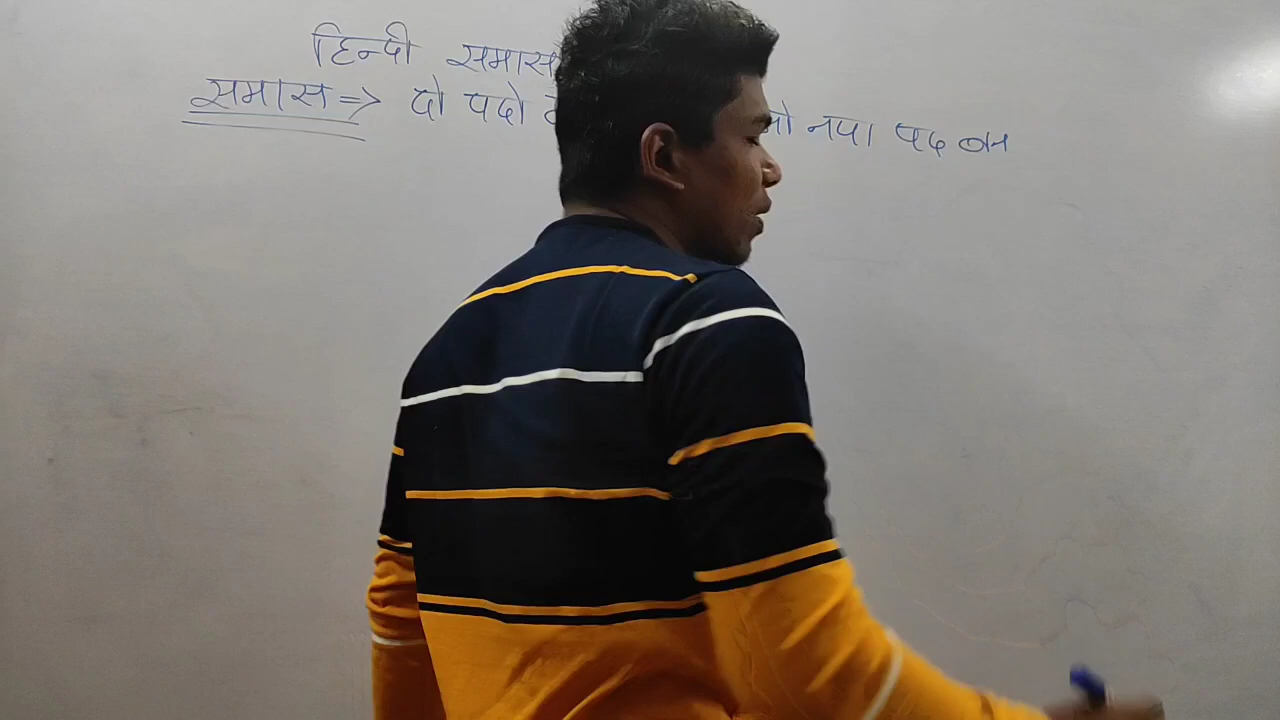 हिन्दी समास
समास => दो पदो नया पद बन